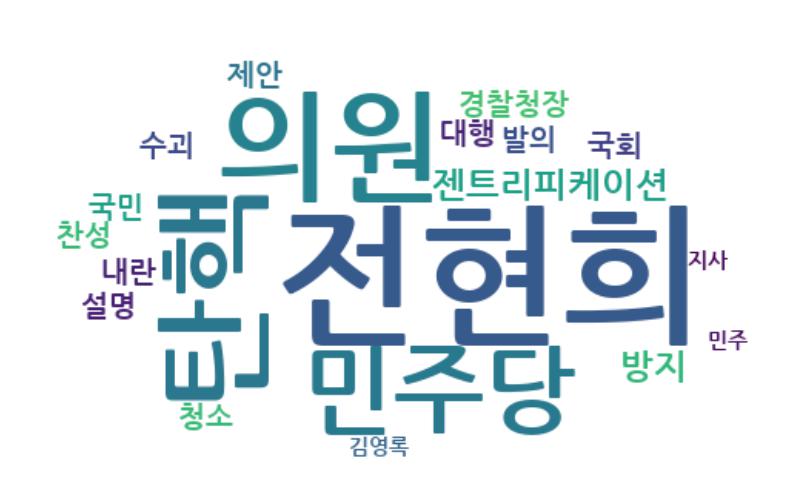 제안
의원
경찰청장
수괴
대행
발의
국회
젠트리피케이션
국민
찬성
탄핵
전현희
내란
지사
설명
민주
민주당
방지
청소
김영록